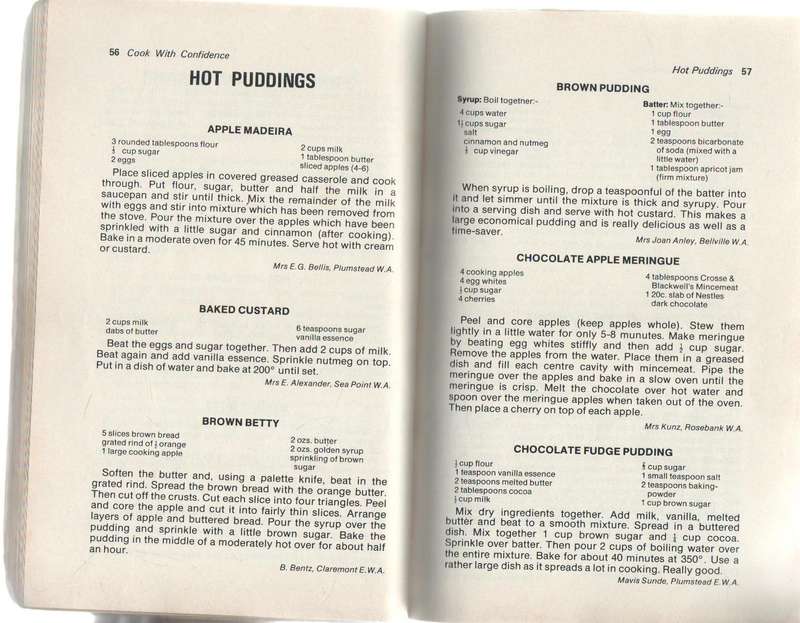 56 Cook With Confidence
HOT PUDDINGS
APPLE MADEIRA
3 rounded tablespoons flour
cup sugar
2 eggs
2 cups milk
1 tablespoon butter
sliced apples (4-6)
Place sliced apples in covered greased casserole and cook
through. Put flour, sugar, butter and half the milk in a
saucepan and stir until thick. Mix the remainder of the milk
with eggs and stir into mixture which has been removed from
the stove. Pour the mixture over the apples which have been
sprinkled with a little sugar and cinnamon (after cooking).
Bake in a moderate oven for 45 minutes. Serve hot with cream
or custard.
Mrs E.G. Bellis, Plumstead W.A.
BAKED CUSTARD
2 cups milk
dabs of butter
6 teaspoons sugar
vanilla essence
Beat the eggs and sugar together. Then add 2 cups of milk.
Beat again and add vanilla essence. Sprinkle nutmeg on top.
Put in a dish of water and bake at 200° until set.
Mrs E. Alexander, Sea Point W.A.
BROWN BETTY
5 slices brown bread
grated rind of ½ orange
1 large cooking apple
2 ozs. butter
2 ozs. golden syrup
sprinkling of brown
sugar
Soften the butter and, using a palette knife, beat in the
grated rind. Spread the brown bread with the orange butter.
Then cut off the crusts. Cut each slice into four triangles. Peel
and core the apple and cut it into fairly thin slices. Arrange
layers of apple and buttered bread. Pour the syrup over the
pudding and sprinkle with a little brown sugar. Bake the
pudding in the middle of a moderately hot over for about half
an hour.
B. Bentz, Claremont E.W.A.
Hot Puddings 57
BROWN PUDDING
Syrup: Boil togetner:-
4 cups water
cups sugar
salt
cinnamon and nutmeg
cup vinegar
Batter: Mix together:-
1 cup flour
1 tablespoon butter
1 egg
2 teaspoons bicarbonate
of soda (mixed with a
little water)
1 tablespoon apricot jam
(firm mixture)
When syrup is boiling, drop a teaspoonful of the batter into
it and let simmer until the mixture is thick and syrupy. Pour
into a serving dish and serve with hot custard. This makes a
large economical pudding and is really delicious as well as a
time-saver.
Mrs Joan Anley, Bellville W.A.
CHOCOLATE APPLE MERINGUE
4 cooking apples
4 egg whites
cup sugar
4 cherries
4 tablespoons Crosse &
Blackwell's Mincemeat
1 20c. slab of Nestles
dark chocolate
Peel and core apples (keep apples whole). Stew them
lightly in a little water for only 5-8 munutes. Make meringue
by beating egg whites stiffly and then add ½ cup sugar.
Remove the apples from the water. Place them in a greased
dish and fill each centre cavity with mincemeat. Pipe the
meringue over the apples and bake in a slow oven until the
meringue is crisp. Melt the chocolate over hot water and
spoon over the meringue apples when taken out of the oven.
Then place a cherry on top of each apple.
Mrs Kunz, Rosebank W.A.
CHOCOLATE FUDGE PUDDING
cup flour
1 teaspoon vanilla essence
2 teaspoons melted butter
2 tablespoons cocoa
cup milk
cup sugar
1 small teaspoon salt
2 teaspoons baking-
powder
1 cup brown sugar
Mix dry ingredients together. Add milk, vanilla, melted
butter and beat to a smooth mixture. Spread in a buttered
dish. Mix together 1 cup brown sugar and cup cocoa.
Sprinkle over batter. Then pour 2 cups of boiling water over
the entire mixture. Bake for about 40 minutes at 350°. Use a
rather large dish as it spreads a lot in cooking. Really good.
Mavis Sunde, Plumstead E.W.A.